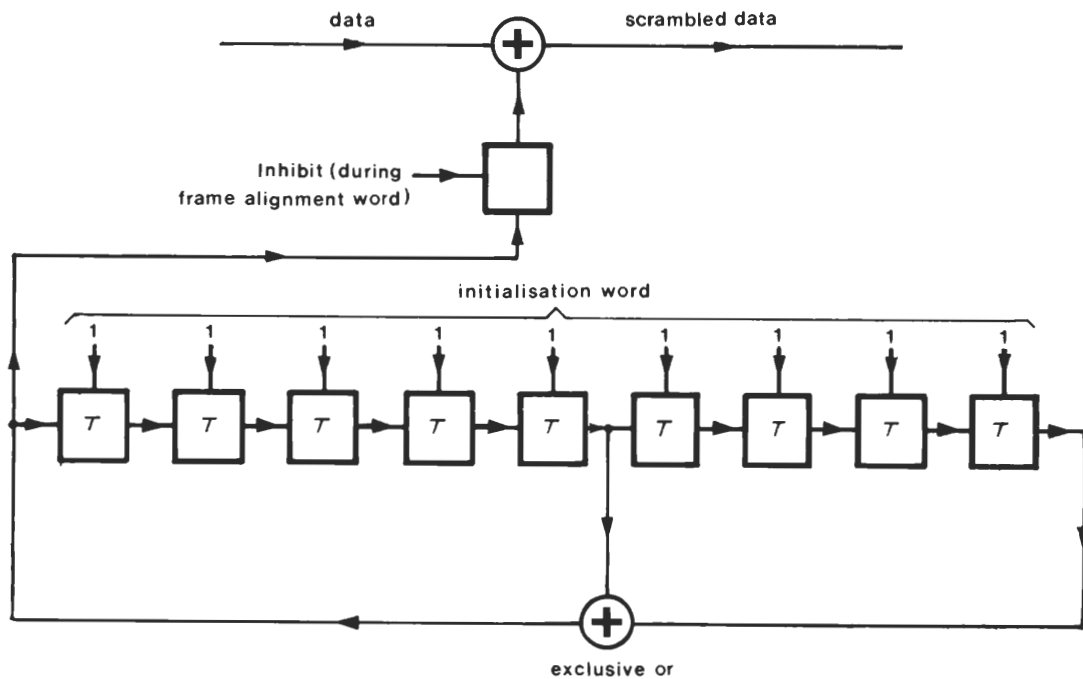 data
scrambled data
+
Inhibit (during
frame alignment word)
initialisation word
1 1 1 1 1 1 1 1 1
T T T T T T T T T
+
exclusive or